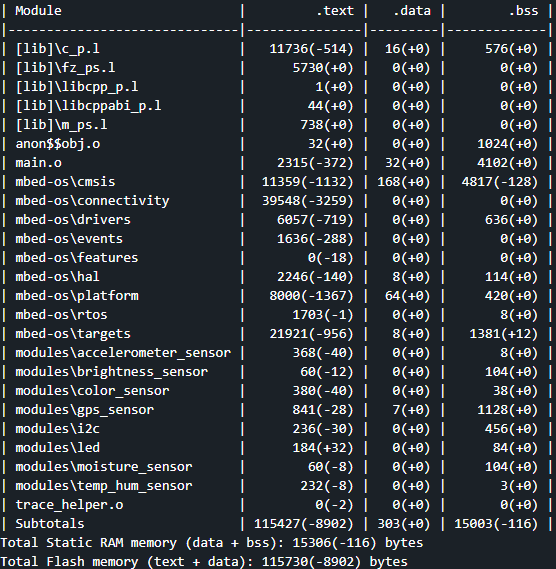 | Module | .text | .data | .bss |
|------------------------------|---------------|---------|-------------|
| [lib]\c_p.l | 11736(-514) | 16(+0) | 576(+0) |
| [lib]\fz_ps.l | 5730(+0) | 0(+0) | 0(+0) |
| [lib]\libcpp_p.l | 1(+0) | 0(+0) | 0(+0) |
| [lib]\libcppabi_p.l | 44(+0) | 0(+0) | 0(+0) |
| [lib]\m_ps.l | 738(+0) | 0(+0) | 0(+0) |
| anon$$obj.o | 32(+0) | 0(+0) | 1024(+0) |
| main.o | 2315(-372) | 32(+0) | 4102(+0) |
| mbed-os\cmsis | 11359(-1132) | 168(+0) | 4817(-128) |
| mbed-os\connectivity | 39548(-3259) | 0(+0) | 0(+0) |
| mbed-os\drivers | 6057(-719) | 0(+0) | 636(+0) |
| mbed-os\events | 1636(-288) | 0(+0) | 0(+0) |
| mbed-os\features | 0(-18) | 0(+0) | 0(+0) |
| mbed-os\hal | 2246(-140) | 8(+0) | 114(+0) |
| mbed-os\platform | 8000(-1367) | 64(+0) | 420(+0) |
| mbed-os\rtos | 1703(-1) | 0(+0) | 8(+0) |
| mbed-os\targets | 21921(-956) | 8(+0) | 1381(+12) |
| modules\accelerometer_sensor | 368(-40) | 0(+0) | 8(+0) |
| modules\brightness_sensor | 60(-12) | 0(+0) | 104(+0) |
| modules\color_sensor | 380(-40) | 0(+0) | 38(+0) |
| modules\gps_sensor | 841(-28) | 7(+0) | 1128(+0) |
| modules\i2c | 236(-30) | 0(+0) | 456(+0) |
| modules\led | 184(+32) | 0(+0) | 84(+0) |
| modules\moisture_sensor | 60(-8) | 0(+0) | 104(+0) |
| modules\temp_hum_sensor | 232(-8) | 0(+0) | 3(+0) |
| trace_helper.o | 0(-2) | 0(+0) | 0(+0) |
| Subtotals | 115427(-8902) | 303(+0) | 15003(-116) |
Total Static RAM memory (data + bss): 15306(-116) bytes
Total Flash memory (text + data): 115730(-8902) bytes